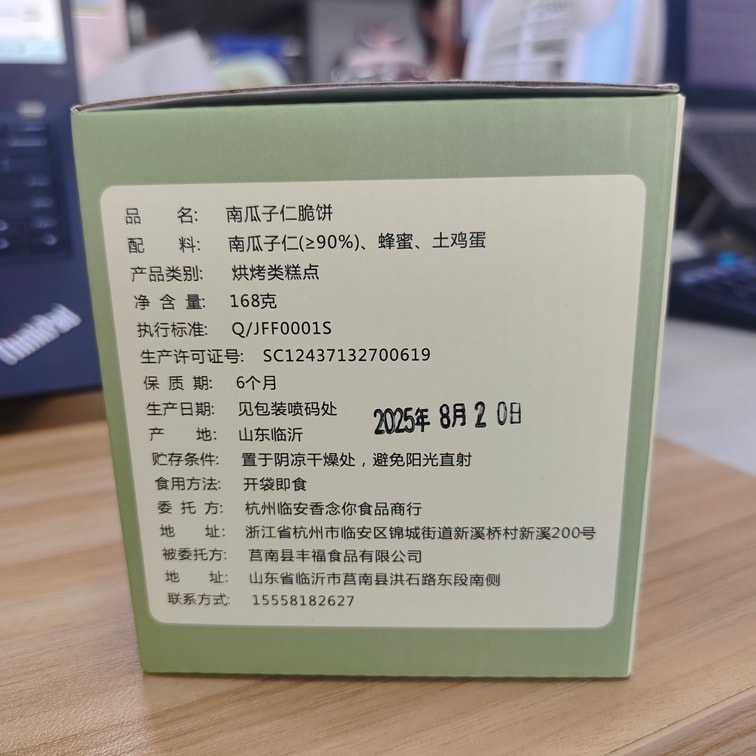 品 名: 南瓜子仁脆饼
配 料: 南瓜子仁(≥90%)、蜂蜜、土鸡蛋
产品类别: 烘烤类糕点
净 含 量: 168克
执行标准: Q/JFF0001S
生产许可证号: SC12437132700619
保 质 期: 6个月
生产日期: 见包装喷码处
2025年 8月 2 0日
产 地: 山东临沂
贮存条件: 置于阴凉干燥处，避免阳光直射
食用方法: 开袋即食
委 托 方: 杭州临安香念你食品商行
地 址: 浙江省杭州市临安区锦城街道新溪桥村新溪200号
被委托方: 莒南县丰福食品有限公司
地 址: 山东省临沂市莒南县洪石路东段南侧
联系方式: 15558182627
ThinkPad